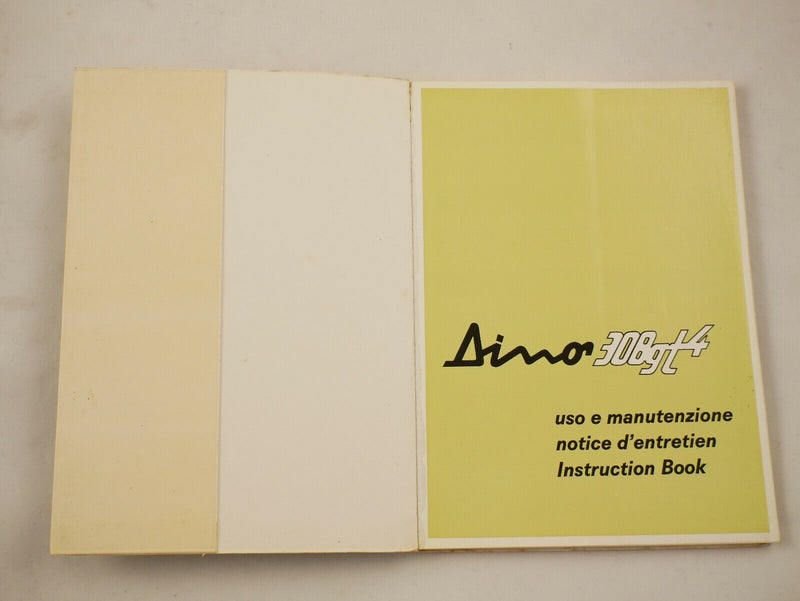 Dino 308gt4
uso e manutenzione
notice d'entretien
Instruction Book